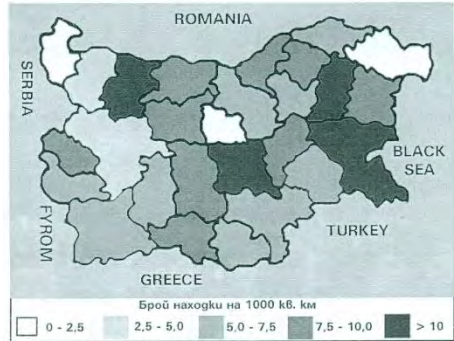 ROMANIA
SERBIA
BLACK
SEA
FYROM
TURKEY
GREECE
Брой находки на 1000 кв. км
0 - 2,5
2,5 - 5,0
5,0 - 7,5
7,5 - 10,0
> 10